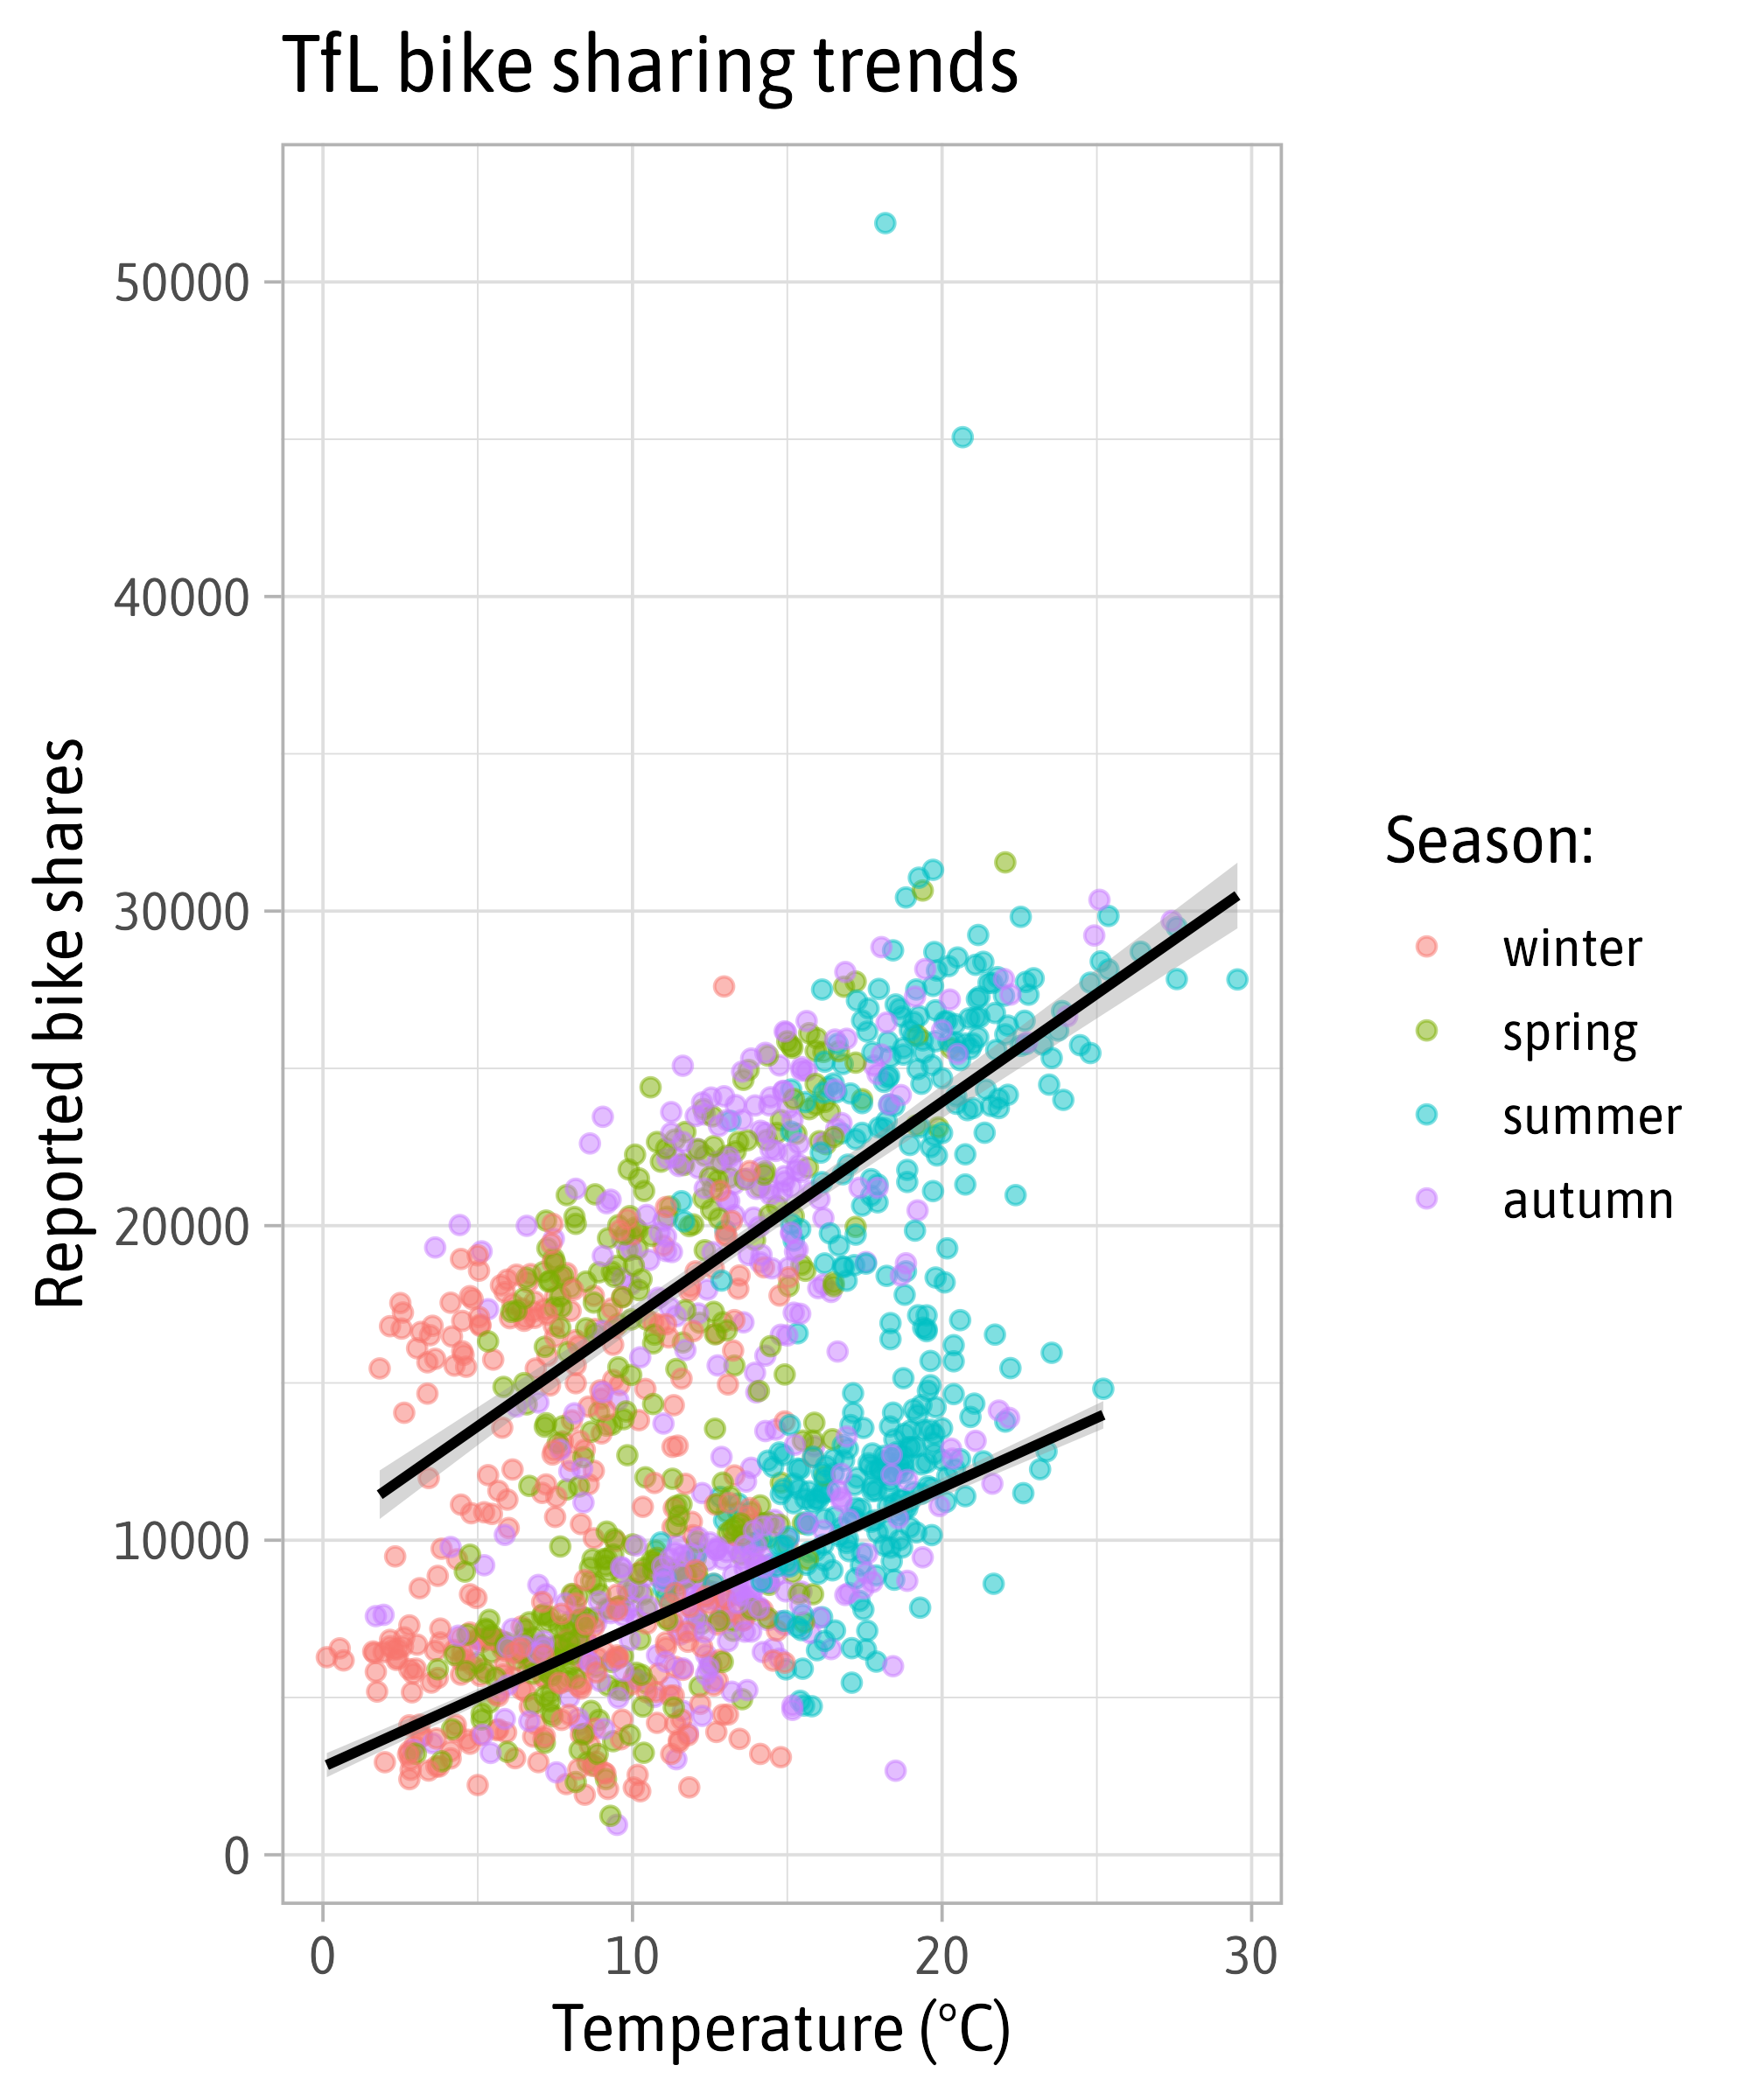 TfL bike sharing trends
50000
40000
30000
20000
10000
0
Reported bike shares
0 10 20 30
Temperature (°C)
Season:
winter
spring
summer
autumn